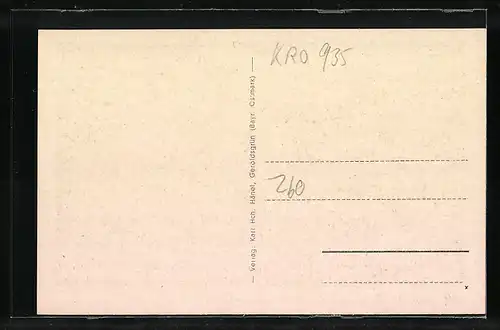 KRO 935
260
— Verlag: Karl Hch. Hänel, Geroldsgrün (Bayr. Ostmark) —
x